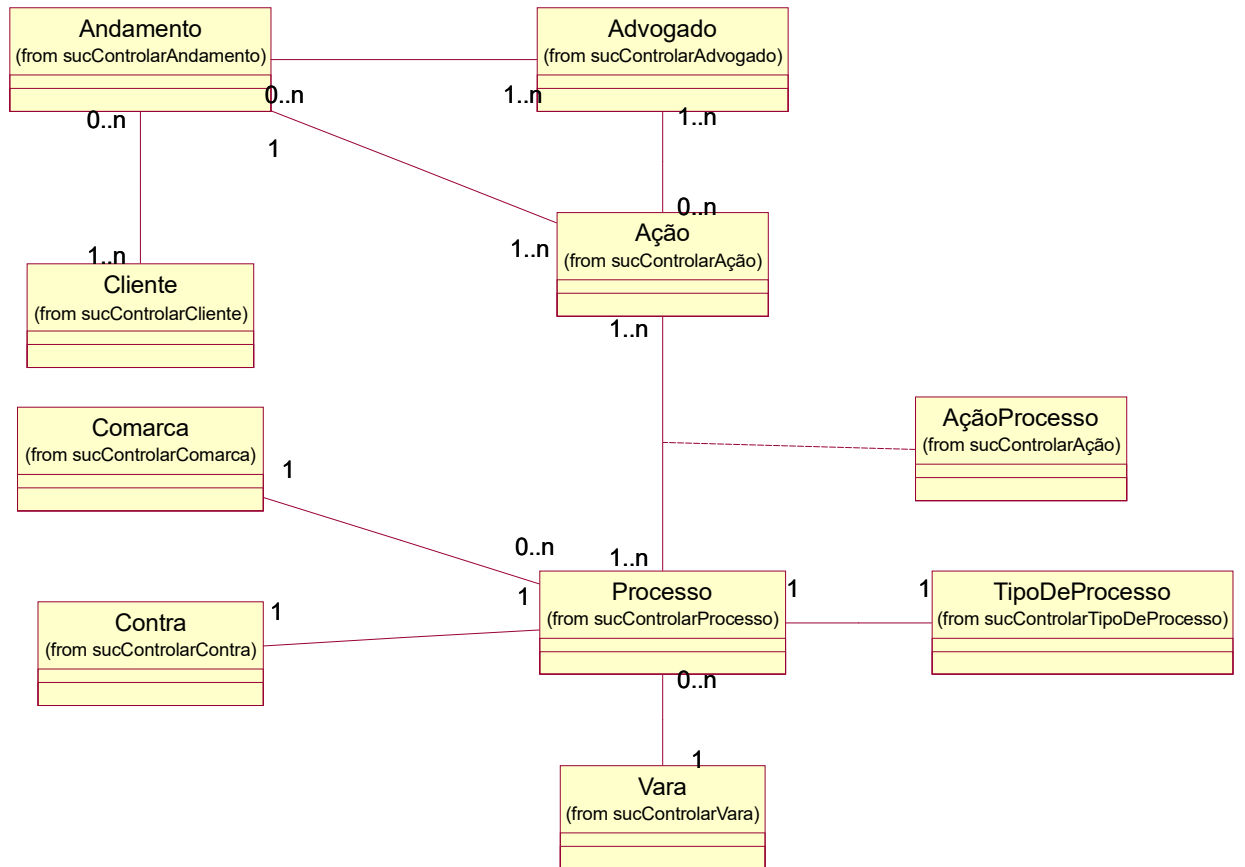 Andamento
(from sucControlarAndamento)
Advogado
(from sucControlarAdvogado)
0..n
0..n
1..n
1..n
1
0..n
1..n
Ação
(from sucControlarAção)
1..n
Cliente
(from sucControlarCliente)
1..n
Comarca
(from sucControlarComarca)
1
AçãoProcesso
(from sucControlarAção)
0..n
1..n
Processo
(from sucControlarProcesso)
1
1
1
TipoDeProcesso
(from sucControlarTipoDeProcesso)
Contra
(from sucControlarContra)
1
0..n
1
Vara
(from sucControlarVara)